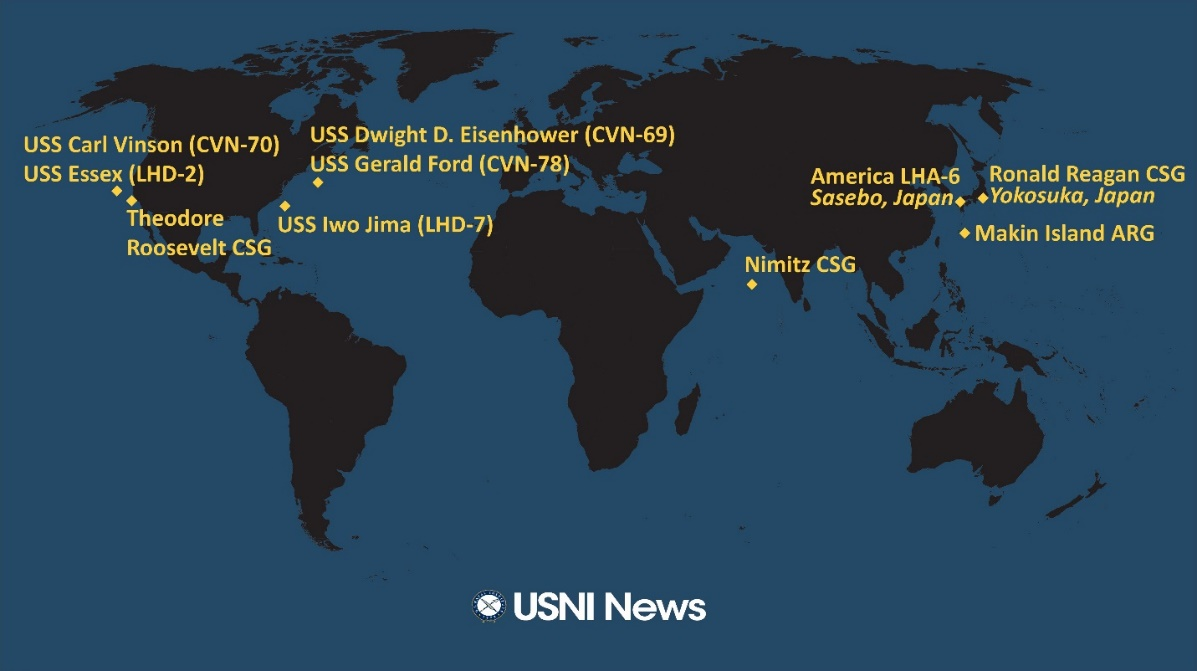 USS Carl Vinson (CVN-70)
USS Essex (LHD-2)
Theodore
Roosevelt CSG
USS Dwight D. Eisenhower (CVN-69)
USS Gerald Ford (CVN-78)
USS Iwo Jima (LHD-7)
America LHA-6
Sasebo, Japan
Ronald Reagan CSG
Yokosuka, Japan
Makin Island ARG
Nimitz CSG
USNI News